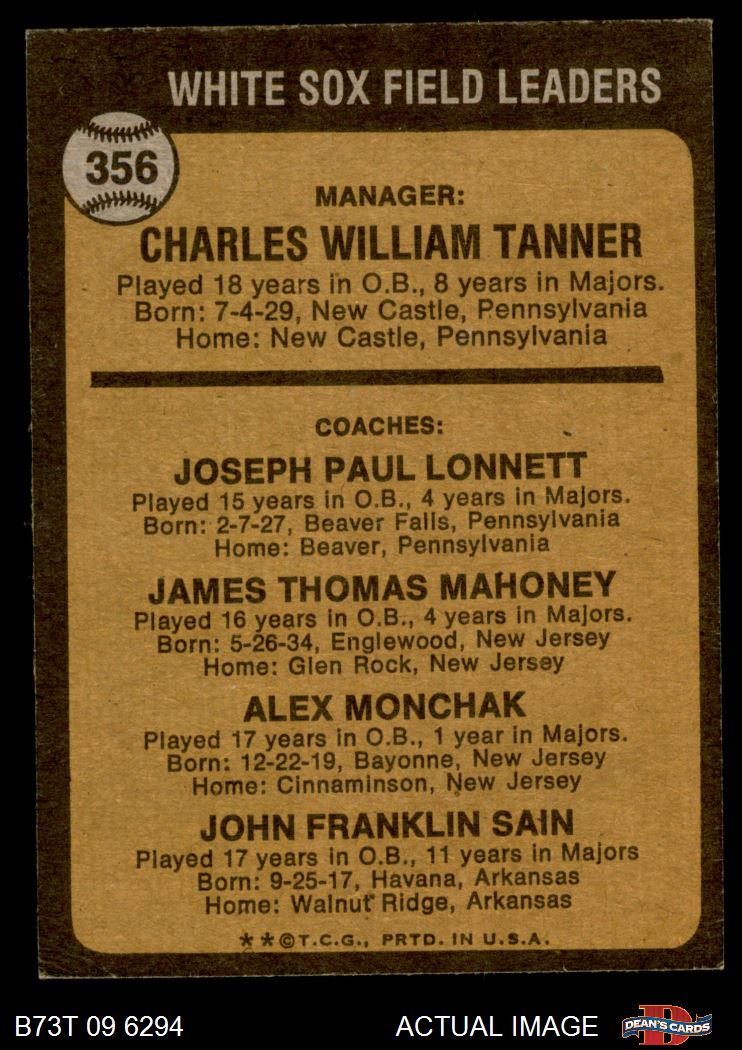 WHITE SOX FIELD LEADERS
356
MANAGER:
CHARLES WILLIAM TANNER
Played 18 years in O.B., 8 years in Majors.
Born: 7-4-29, New Castle, Pennsylvania
Home: New Castle, Pennsylvania
COACHES:
JOSEPH PAUL LONNETT
Played 15 years in O.B., 4 years in Majors.
Born: 2-7-27, Beaver Falls, Pennsylvania
Home: Beaver, Pennsylvania
JAMES THOMAS MAHONEY
Played 16 years in O.B., 4 years in Majors.
Born: 5-26-34, Englewood, New Jersey
Home: Glen Rock, New Jersey
ALEX MONCHAK
Played 17 years in O.B., 1 year in Majors.
Born: 12-22-19, Bayonne, New Jersey
Home: Cinnaminson, New Jersey
JOHN FRANKLIN SAIN
Played 17 years in O.B., 11 years in Majors
Born: 9-25-17, Havana, Arkansas
Home: Walnut Ridge, Arkansas
**©T.C.G., PRTD. IN U.S.A.
B73T 09 6294 ACTUAL IMAGE D DEAN'S CARDS